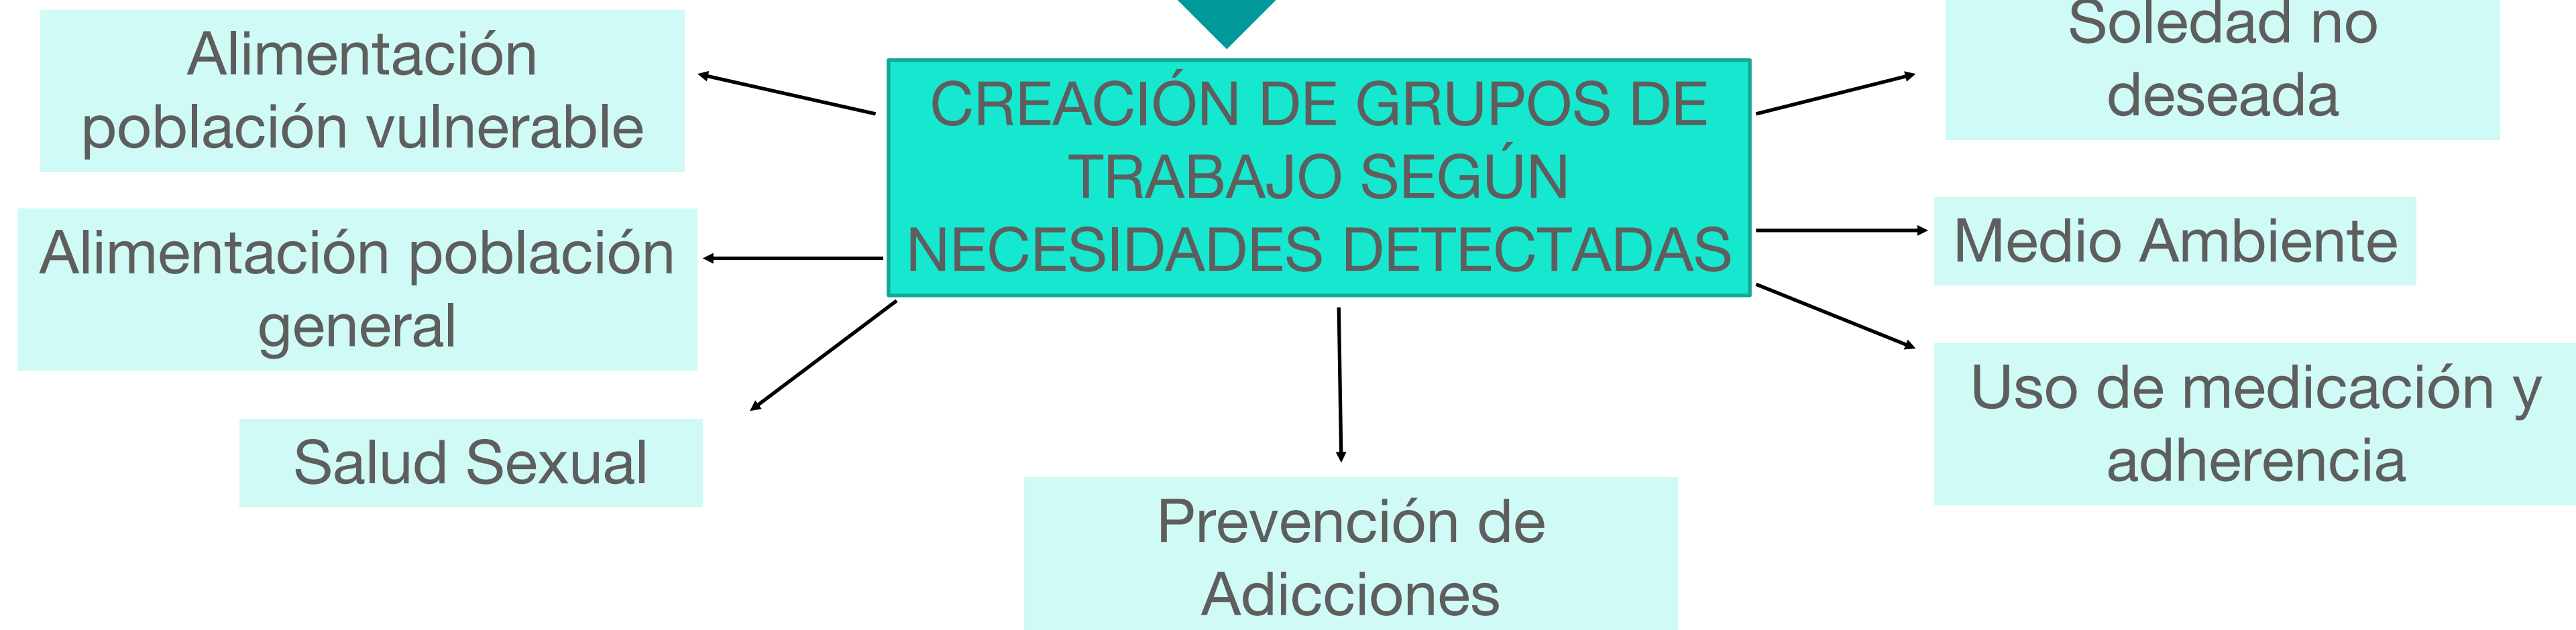 Alimentación
población vulnerable
Alimentación población
general
Salud Sexual
CREACIÓN DE GRUPOS DE
TRABAJO SEGÚN
NECESIDADES DETECTADAS
Prevención de
Adicciones
Soledad no
deseada
Medio Ambiente
Uso de medicación y
adherencia